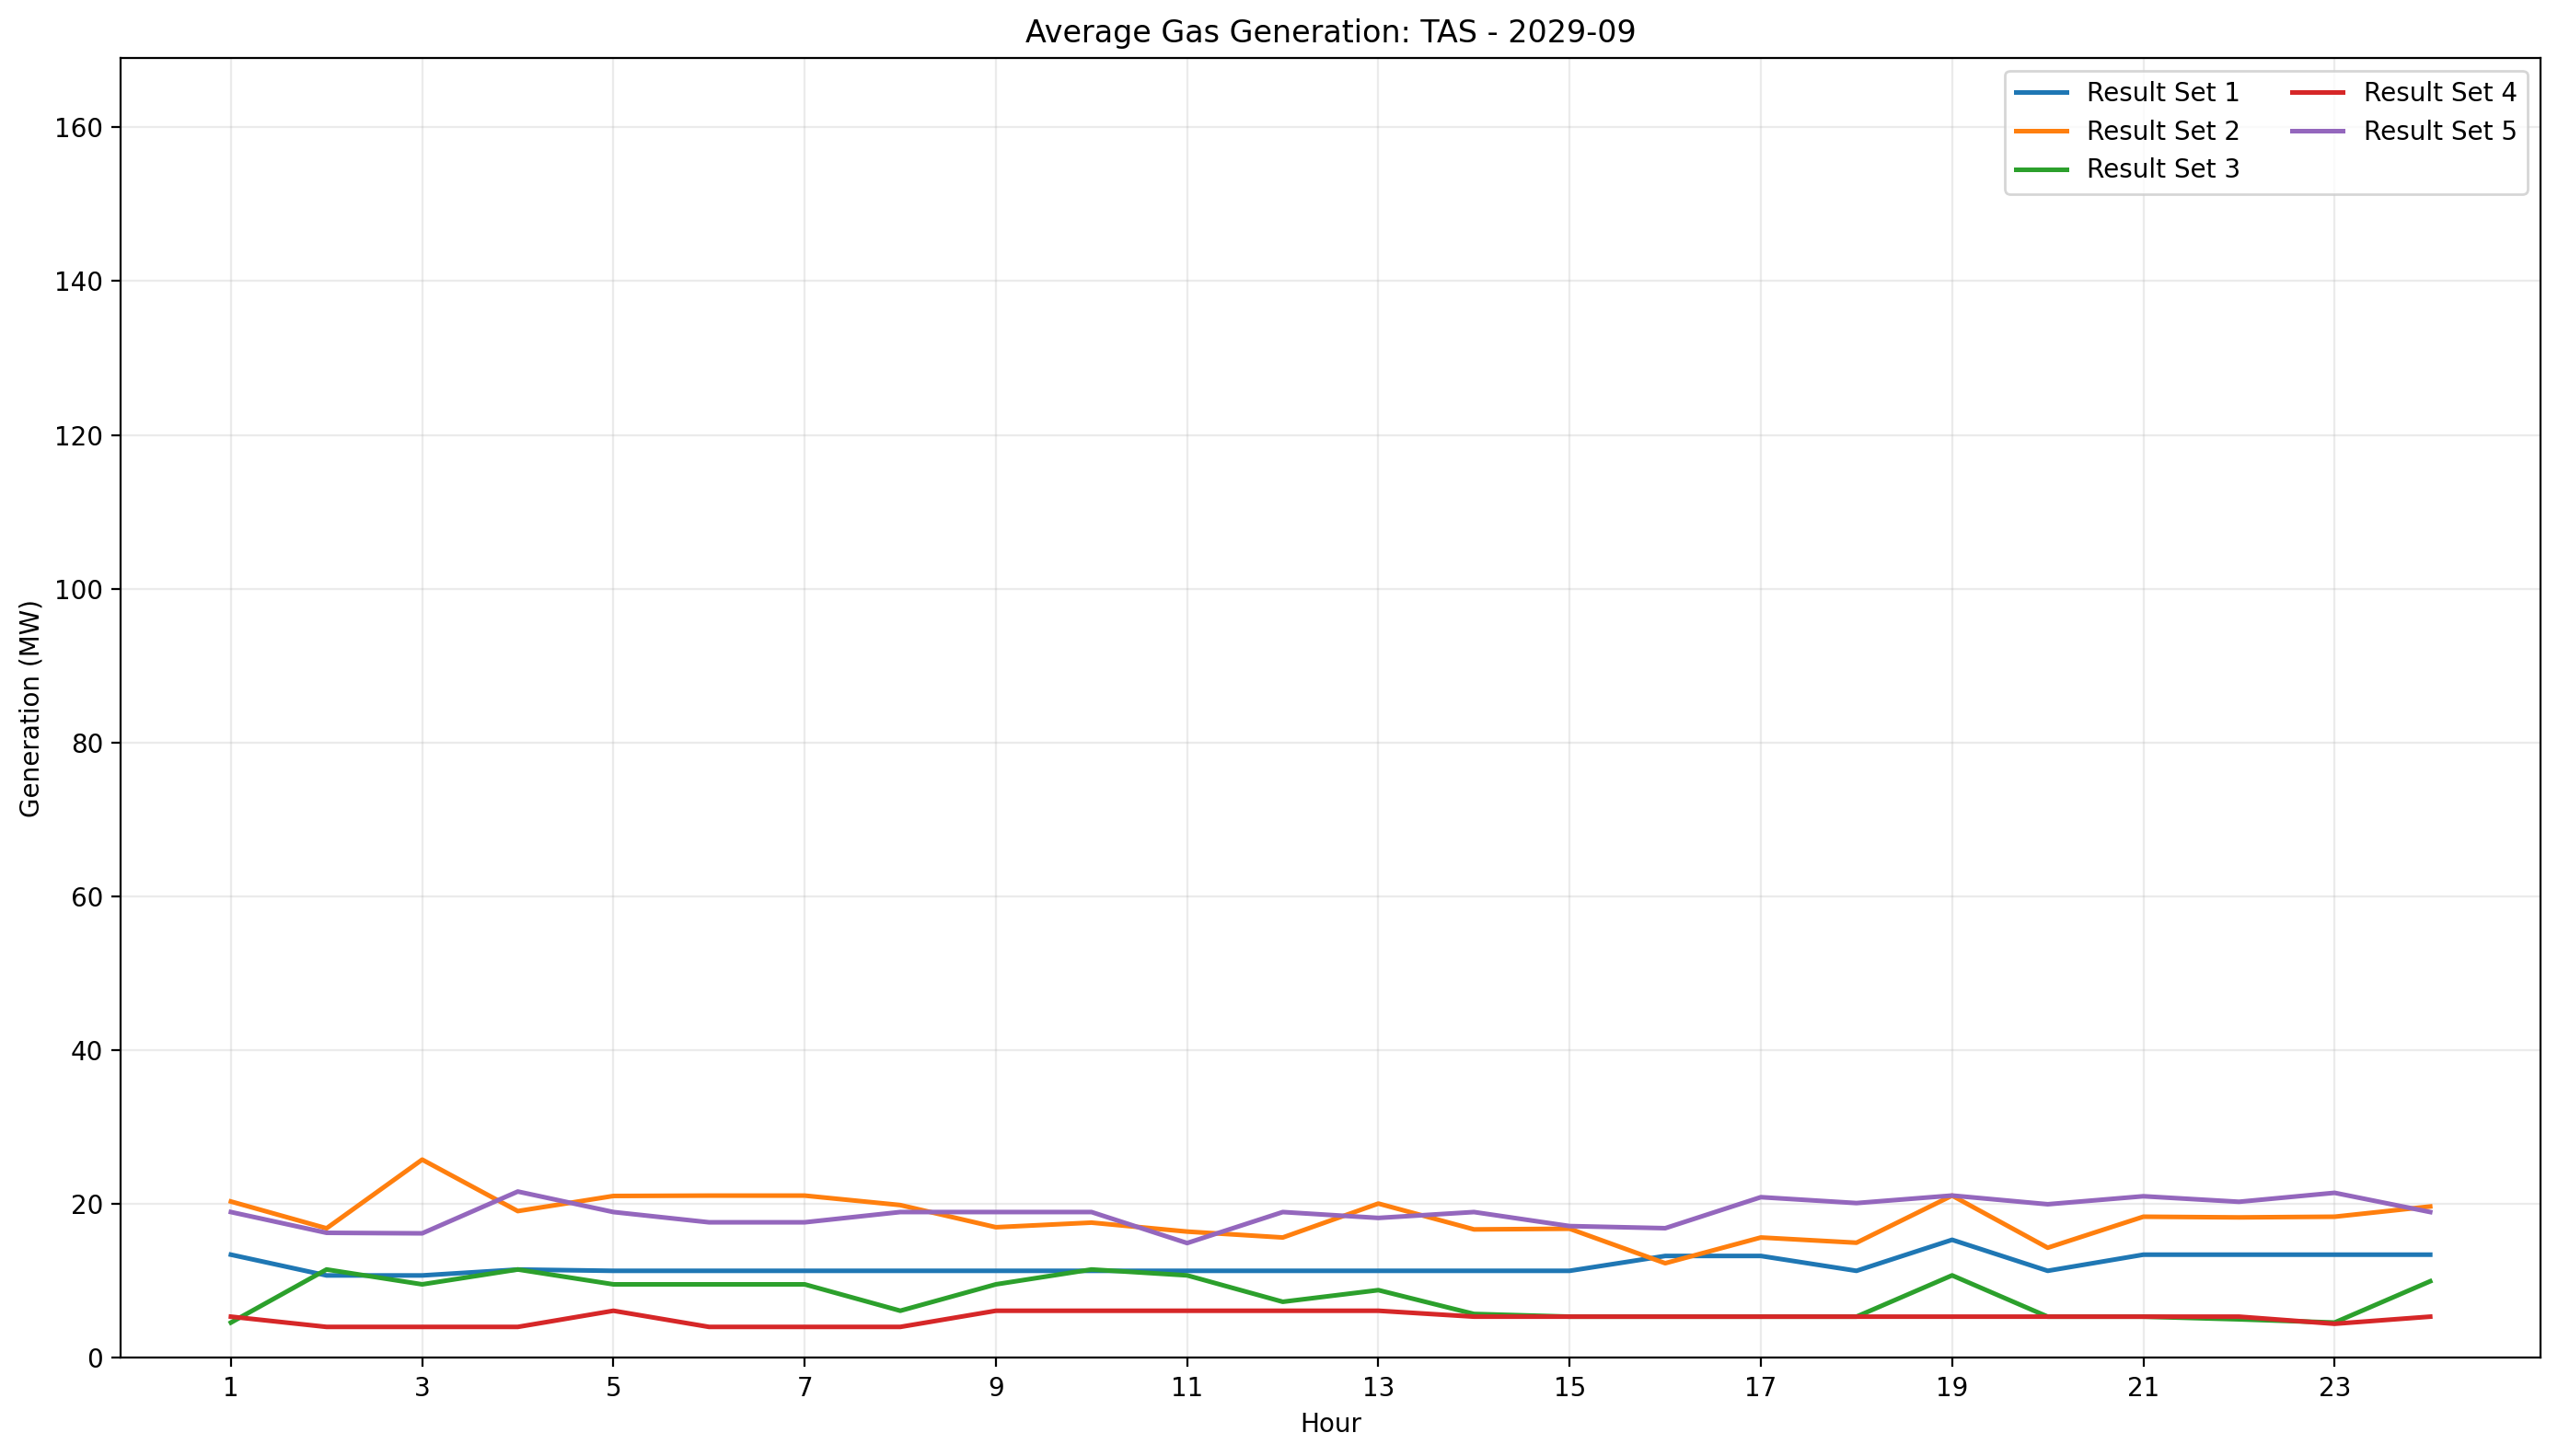 Average Gas Generation: TAS - 2029-09
Result Set 1
Result Set 2
Result Set 3
Result Set 4
Result Set 5
Generation (MW)
160
140
120
100
80
60
40
20
0
1 3 5 7 9 11 13 15 17 19 21 23
Hour